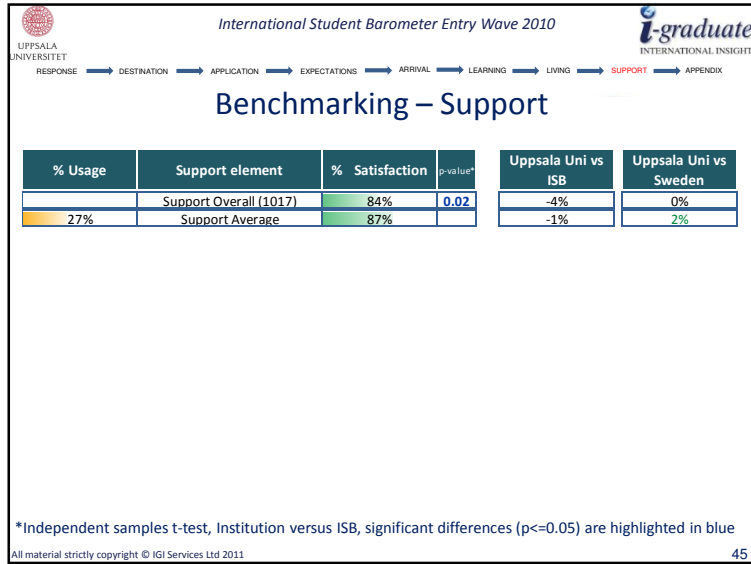 International Student Barometer Entry Wave 2010
UPPSALA
UNIVERSITET
i-graduate
INTERNATIONAL INSIGHT
RESPONSE DESTINATION APPLICATION EXPECTATIONS ARRIVAL LEARNING LIVING SUPPORT APPENDIX
Benchmarking – Support
% Usage Support element % Satisfaction p-value* Uppsala Uni vs ISB Uppsala Uni vs Sweden
Support Overall (1017) 84% 0.02 -4% 0%
27% Support Average 87% -1% 2%
*Independent samples t-test, Institution versus ISB, significant differences (p<=0.05) are highlighted in blue
All material strictly copyright © IGI Services Ltd 2011 45